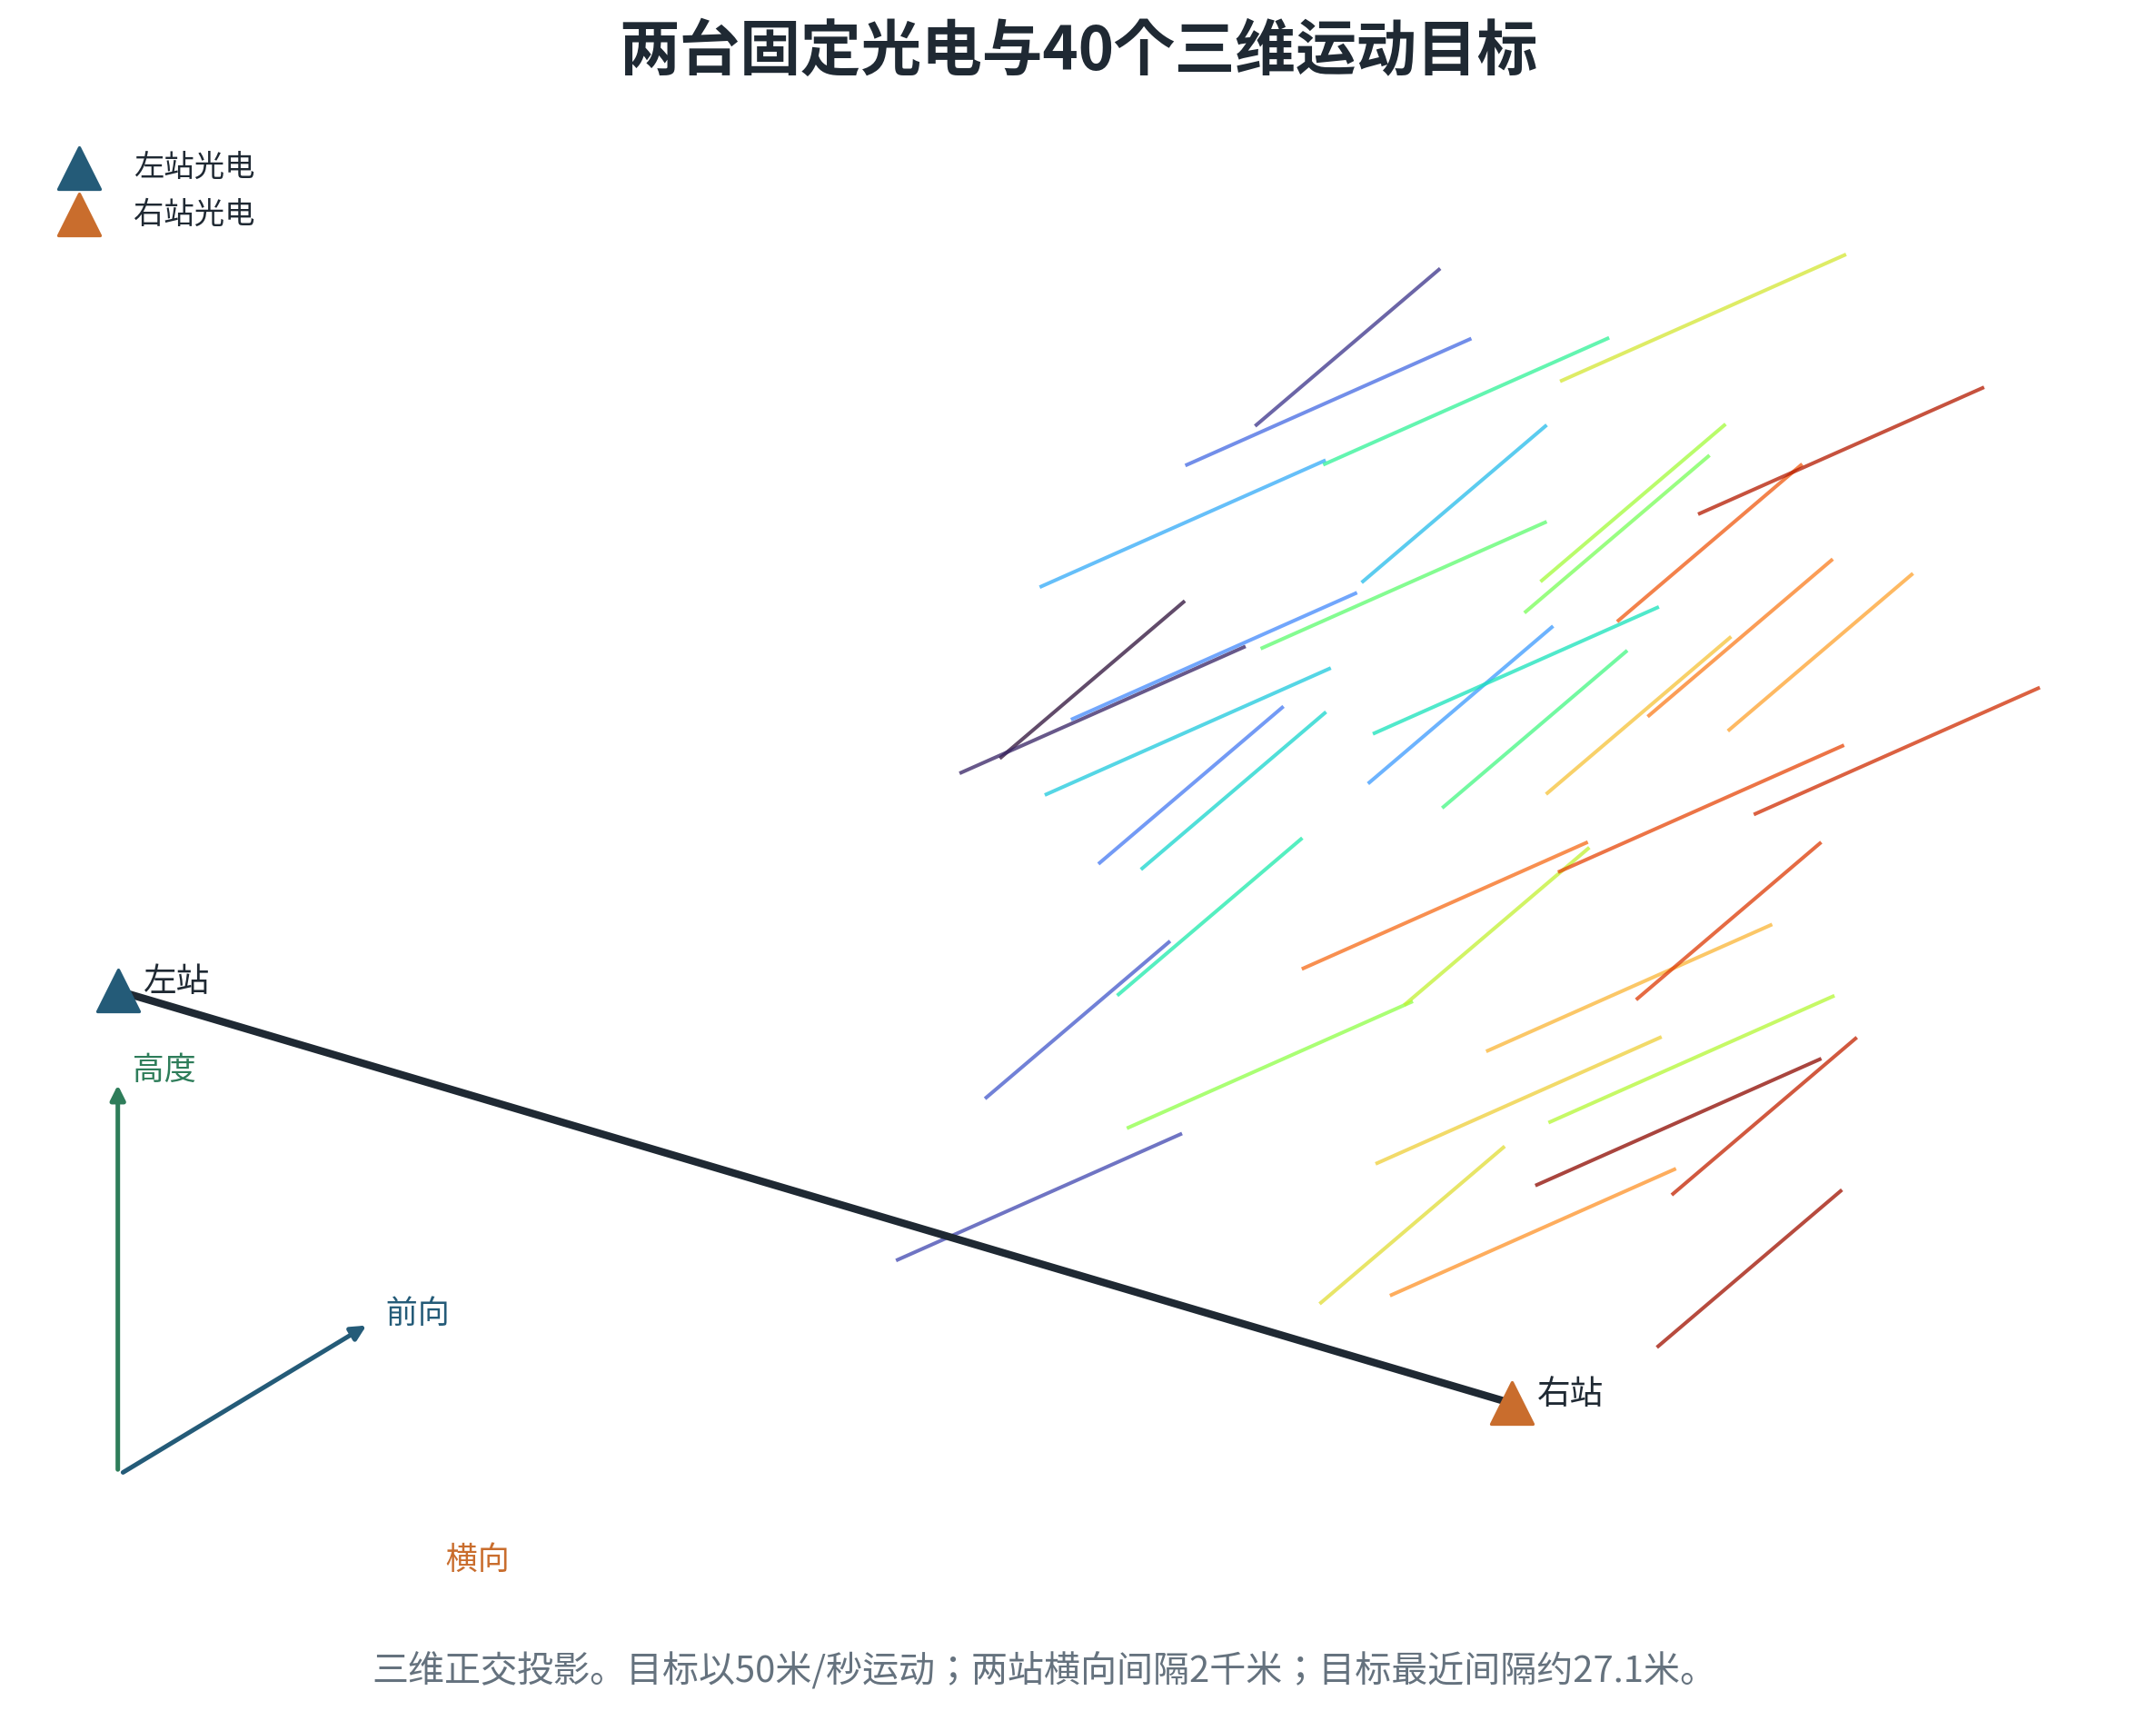 两台固定光电与40个三维运动目标
左站光电
右站光电
左站
高度
前向
右站
横向
三维正交投影。目标以50米/秒运动；两站横向间隔2千米；目标最近间隔约27.1米。